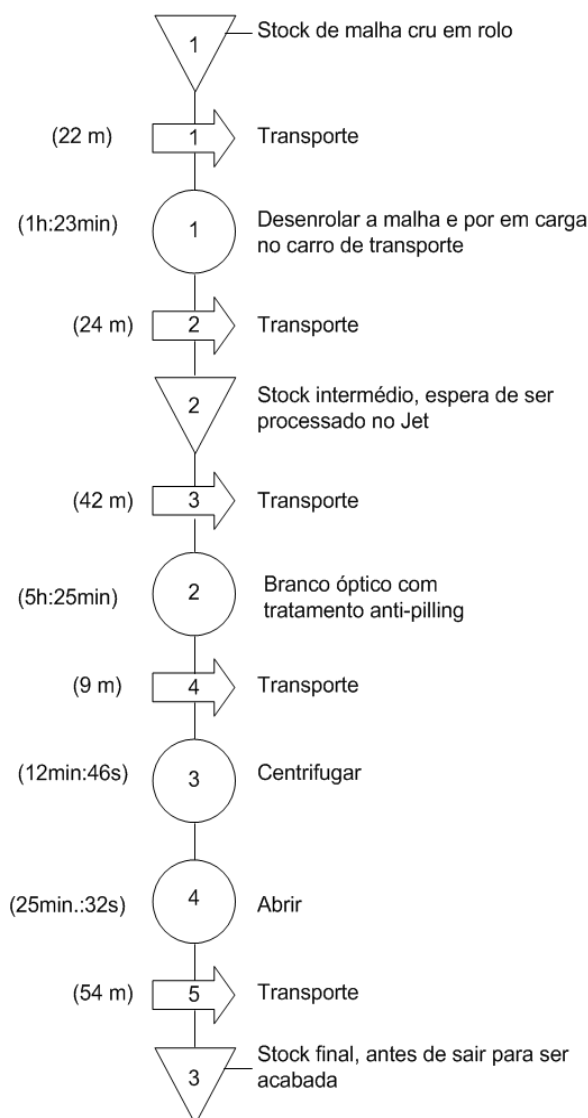 1 Stock de malha cru em rolo
(22 m) 1 Transporte
(1h:23min) 1 Desenrolar a malha e por em carga
no carro de transporte
(24 m) 2 Transporte
2 Stock intermédio, espera de ser
processado no Jet
(42 m) 3 Transporte
(5h:25min) 2 Branco óptico com
tratamento anti-pilling
(9 m) 4 Transporte
(12min:46s) 3 Centrifugar
(25min.:32s) 4 Abrir
(54 m) 5 Transporte
3 Stock final, antes de sair para ser
acabada